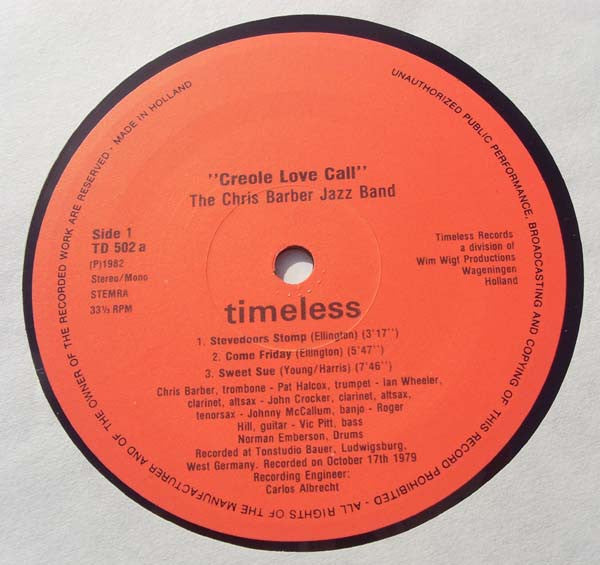 "Creole Love Call"
The Chris Barber Jazz Band
Side 1
TD 502 a
(P)1982
Stereo/Mono
STEMRA
33⅓ RPM
Timeless Records
a division of
Wim Wigt Productions
Wageningen
Holland
timeless
1. Stevedoors Stomp (Ellington) (3'17'')
2. Come Friday (Ellington) (5'47'')
3. Sweet Sue (Young/Harris) (7'46'')
Chris Barber, trombone - Pat Halcox, trumpet - Ian Wheeler,
clarinet, altsax - John Crocker, clarinet, altsax,
tenorsax - Johnny McCallum, banjo - Roger
Hill, guitar - Vic Pitt, bass
Norman Emberson, Drums
Recorded at Tonstudio Bauer, Ludwigsburg,
West Germany. Recorded on October 17th 1979
Recording Engineer:
Carlos Albrecht
UNAUTHORIZED PUBLIC PERFORMANCE, BROADCASTING AND COPYING OF THIS RECORD PROHIBITED - ALL RIGHTS OF THE MANUFACTURER AND OF THE OWNER OF THE RECORDED WORK ARE RESERVED - MADE IN HOLLAND